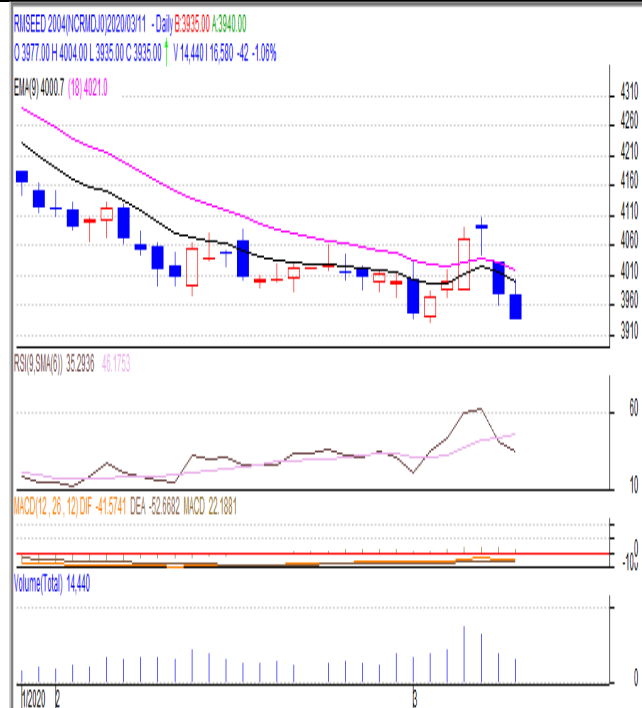 RMSEED 2004(NCRMDJ0)2020/03/11 - Daily B:3935.00 A:3940.00
O 3977.00 H 4004.00 L 3935.00 C 3935.00 V 14,440 I 16,580 -42 -1.06%
EMA(9) 4000.7 (18) 4021.0
4310
4260
4210
4160
4110
4060
4010
3960
3910
RSI(9,SMA(6)) 35.2936 46.1753
60
10
MACD(12 , 26 , 12) DIF -41.5741 DEA -52.6682 MACD 22.1881
0
Volume(Total) 14,440
0
1/2020 2 3